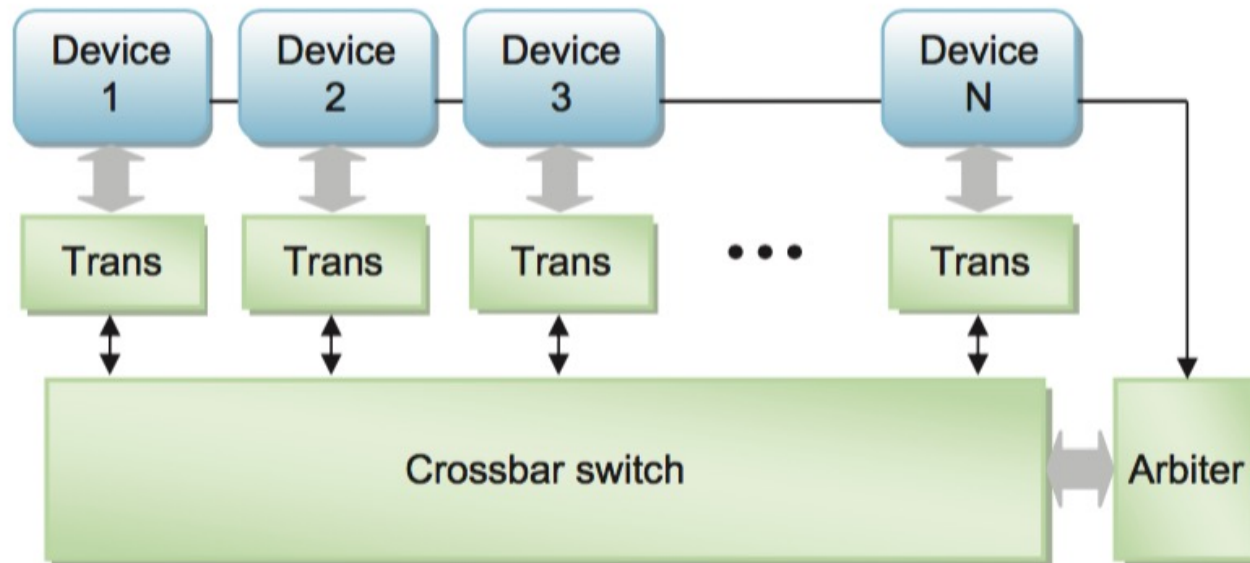 Device
1
Device
2
Device
3
Device
N
Trans
Trans
Trans
Trans
Crossbar switch
Arbiter